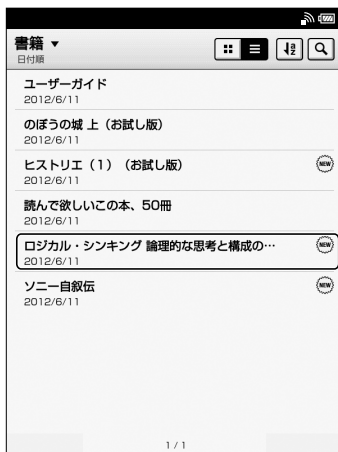 書籍 ▼
日付順
ユーザーガイド
2012/6/11
のぼうの城 上（お試し版）
2012/6/11
ヒストリエ（1）（お試し版） NEW
2012/6/11
読んで欲しいこの本、50冊
2012/6/11
ロジカル・シンキング 論理的な思考と構成の… NEW
2012/6/11
ソニー自叙伝 NEW
2012/6/11
1 / 1